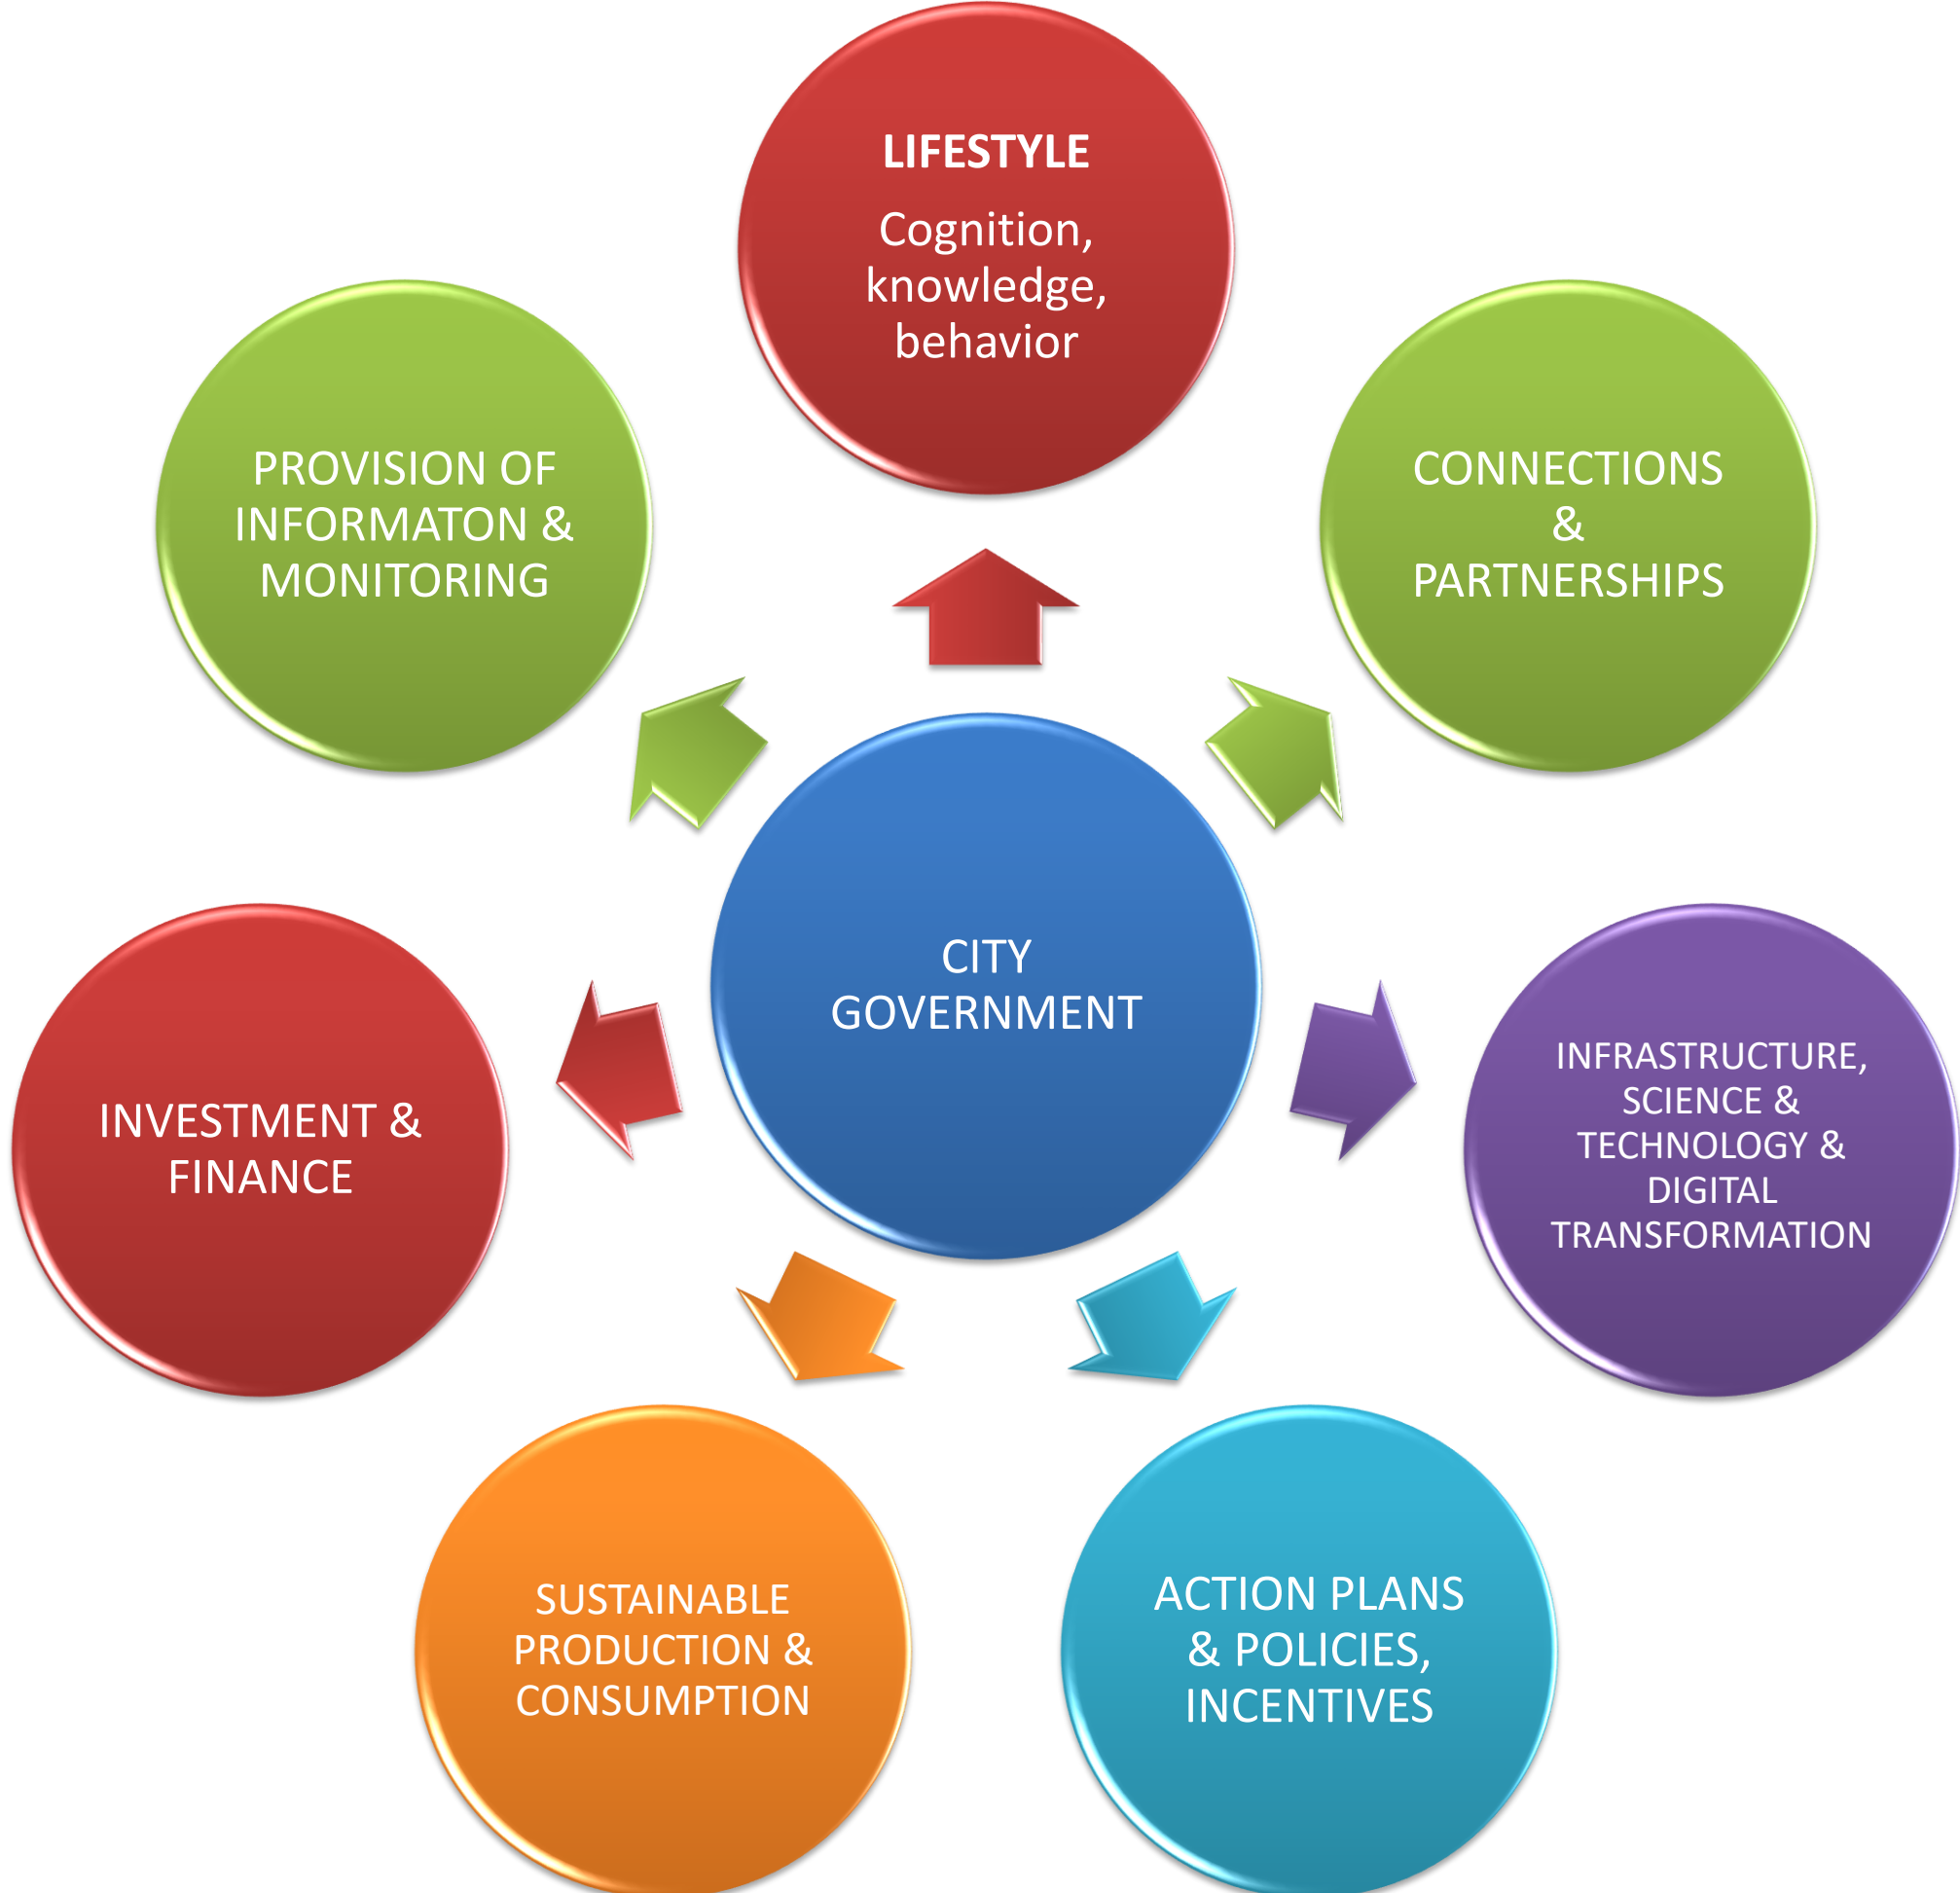 LIFESTYLE
Cognition,
knowledge,
behavior
CONNECTIONS
&
PARTNERSHIPS
INFRASTRUCTURE,
SCIENCE &
TECHNOLOGY &
DIGITAL
TRANSFORMATION
ACTION PLANS
& POLICIES,
INCENTIVES
SUSTAINABLE
PRODUCTION &
CONSUMPTION
INVESTMENT &
FINANCE
PROVISION OF
INFORMATON &
MONITORING
CITY
GOVERNMENT